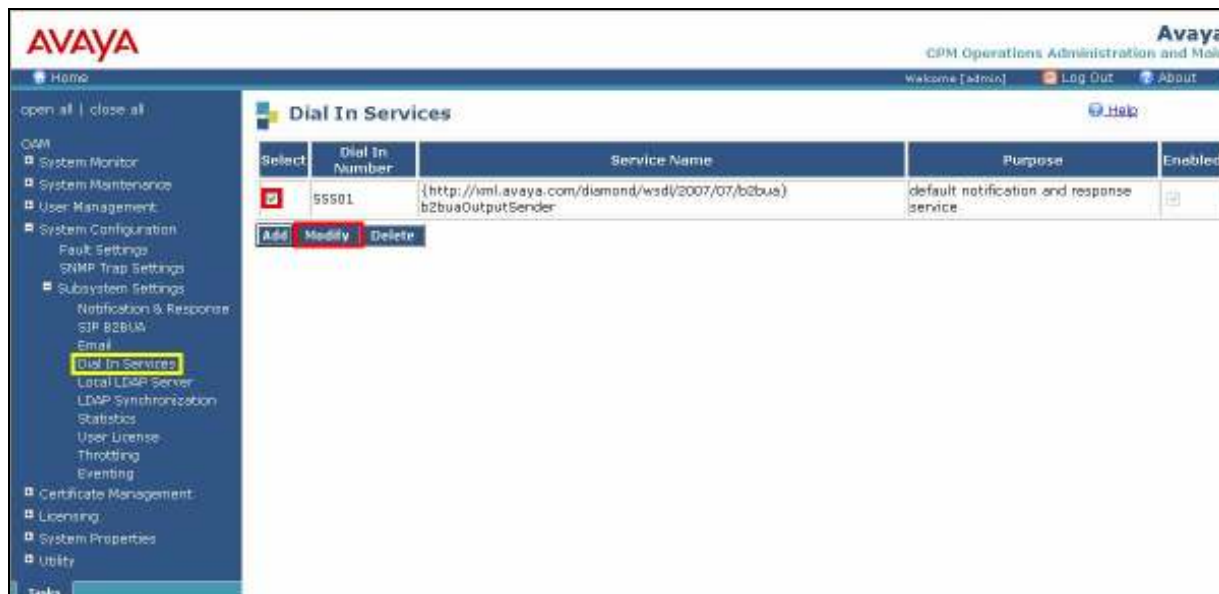 AVAYA
Avaya
CPM Operations Administration and Mai
Home
Welcome [admin] Log Out About
open all | close all
OAM
System Monitor
System Maintenance
User Management
System Configuration
Fault Settings
SNMP Trap Settings
Subsystem Settings
Notification & Response
SIP B2BUA
Email
Dial In Services
Local LDAP Server
LDAP Synchronization
Statistics
User License
Throttling
Eventing
Certificate Management
Licensing
System Properties
Utility
Tasks
Dial In Services
Help
Select Dial In Number Service Name Purpose Enabled
55501 {http://xml.avaya.com/diamond/wsdl/2007/07/b2bua} default notification and response
b2buaOutputSender service
Add Modify Delete